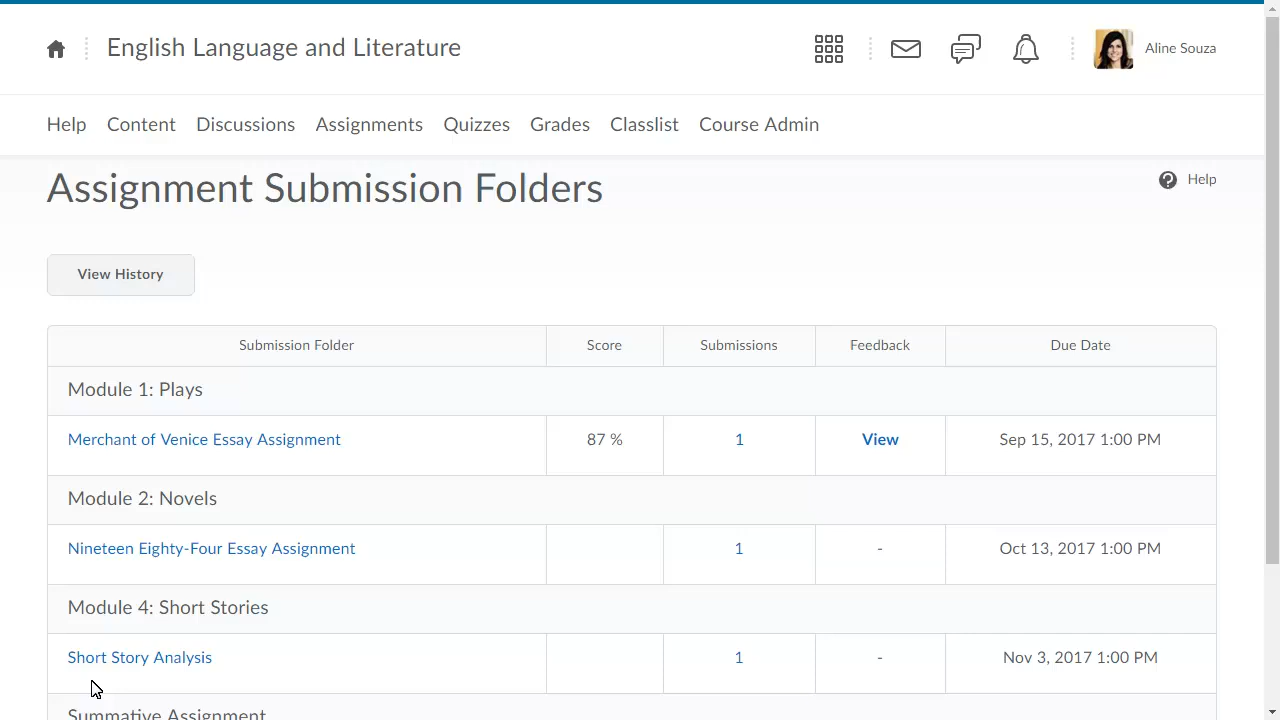 English Language and Literature
Aline Souza
Help Content Discussions Assignments Quizzes Grades Classlist Course Admin
Assignment Submission Folders
Help
View History
Submission Folder Score Submissions Feedback Due Date
Module 1: Plays
Merchant of Venice Essay Assignment 87 % 1 View Sep 15, 2017 1:00 PM
Module 2: Novels
Nineteen Eighty-Four Essay Assignment 1 - Oct 13, 2017 1:00 PM
Module 4: Short Stories
Short Story Analysis 1 - Nov 3, 2017 1:00 PM
Summative Assignment